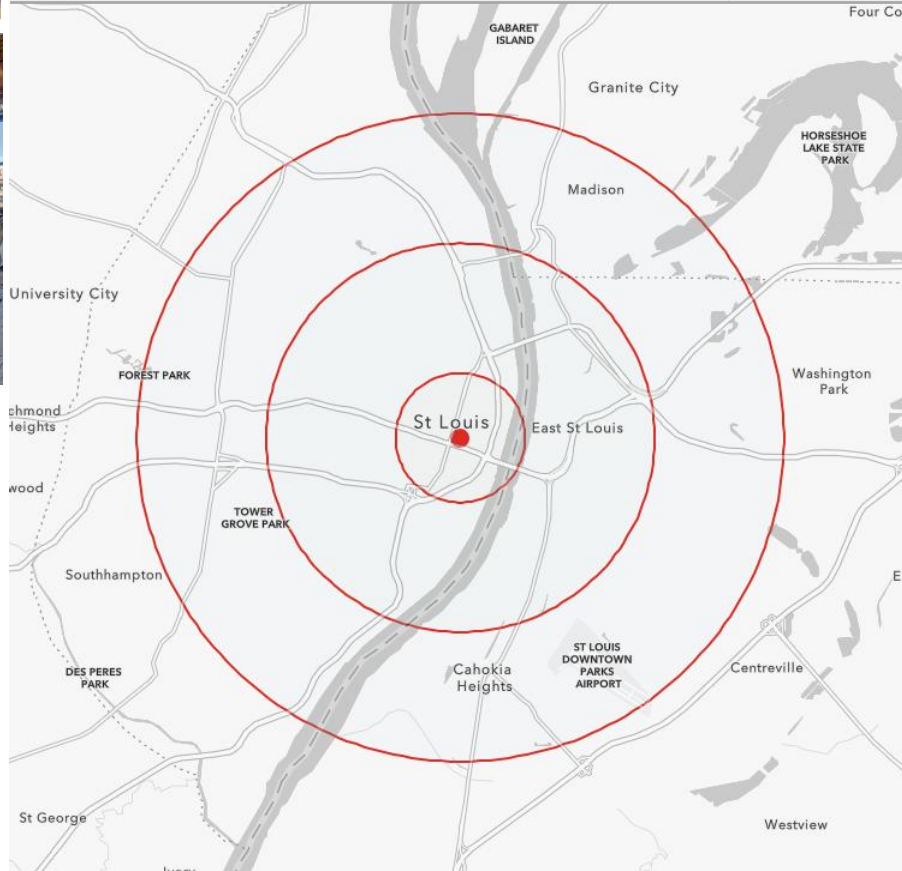 Four Co
GABARET
ISLAND
Granite City
HORSESHOE
LAKE STATE
PARK
Madison
University City
FOREST PARK
Washington
Park
chmond
Heights
St Louis
East St Louis
wood
TOWER
GROVE PARK
Southhampton
E
ST LOUIS
DOWNTOWN
PARKS
AIRPORT
DES PERES
PARK
Cahokia
Heights
Centreville
St George
Westview